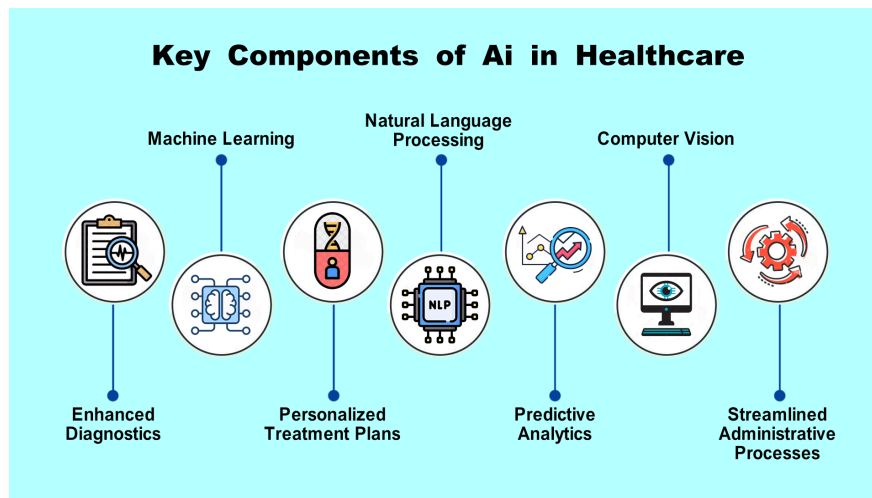 Key Components of Ai in Healthcare
Machine Learning
Natural Language
Processing
Computer Vision
NLP
Enhanced
Diagnostics
Personalized
Treatment Plans
Predictive
Analytics
Streamlined
Administrative
Processes